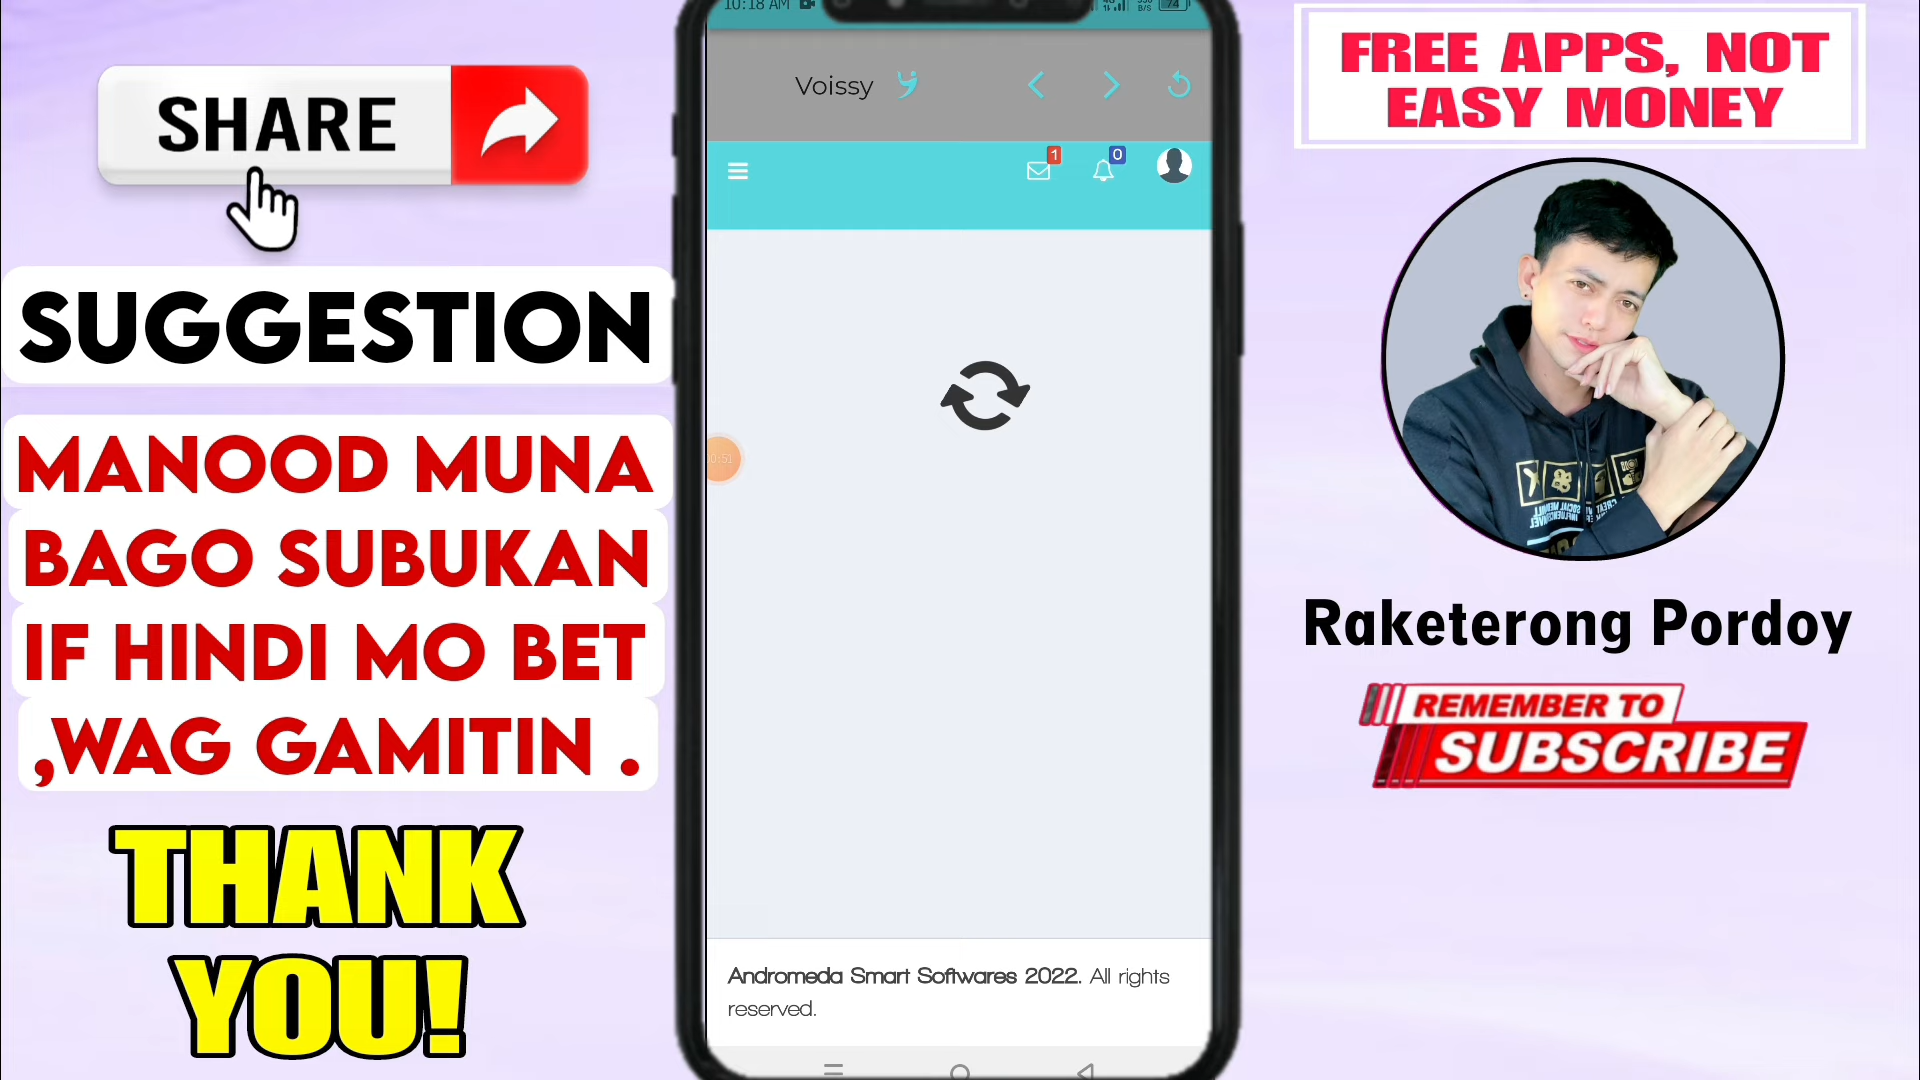 SHARE
SUGGESTION
MANOOD MUNA
BAGO SUBUKAN
IF HINDI MO BET
,WAG GAMITIN .
THANK
YOU!
10:18 AM
74
Voissy
1
0
Andromeda Smart Softwares 2022. All rights
reserved.
FREE APPS, NOT
EASY MONEY
Raketerong Pordoy
REMEMBER TO
SUBSCRIBE